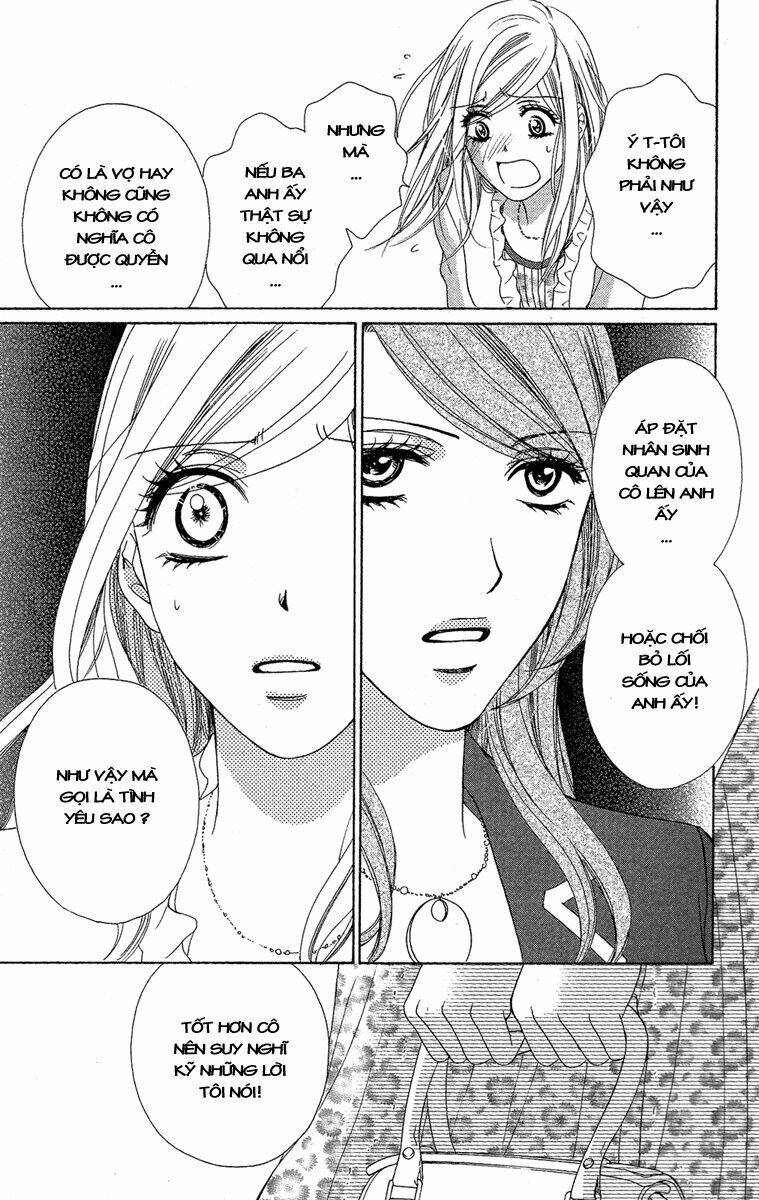 Ý T-TÔI
KHÔNG
PHẢI NHƯ
VẬY
...
NHƯNG
MÀ
...
NẾU BA
ANH ẤY
THẬT SỰ
KHÔNG
QUA NỔI
...
CÓ LÀ VỢ HAY
KHÔNG CŨNG
KHÔNG CÓ
NGHĨA CÔ
ĐƯỢC QUYỀN
...
ÁP ĐẶT
NHÂN SINH
QUAN CỦA
CÔ LÊN ANH
ẤY
...
HOẶC CHỐI
BỎ LỐI
SỐNG CỦA
ANH ẤY!
NHƯ VẬY MÀ
GỌI LÀ TÌNH
YÊU SAO ?
TỐT HƠN CÔ
NÊN SUY NGHĨ
KỸ NHỮNG LỜI
TÔI NÓI!